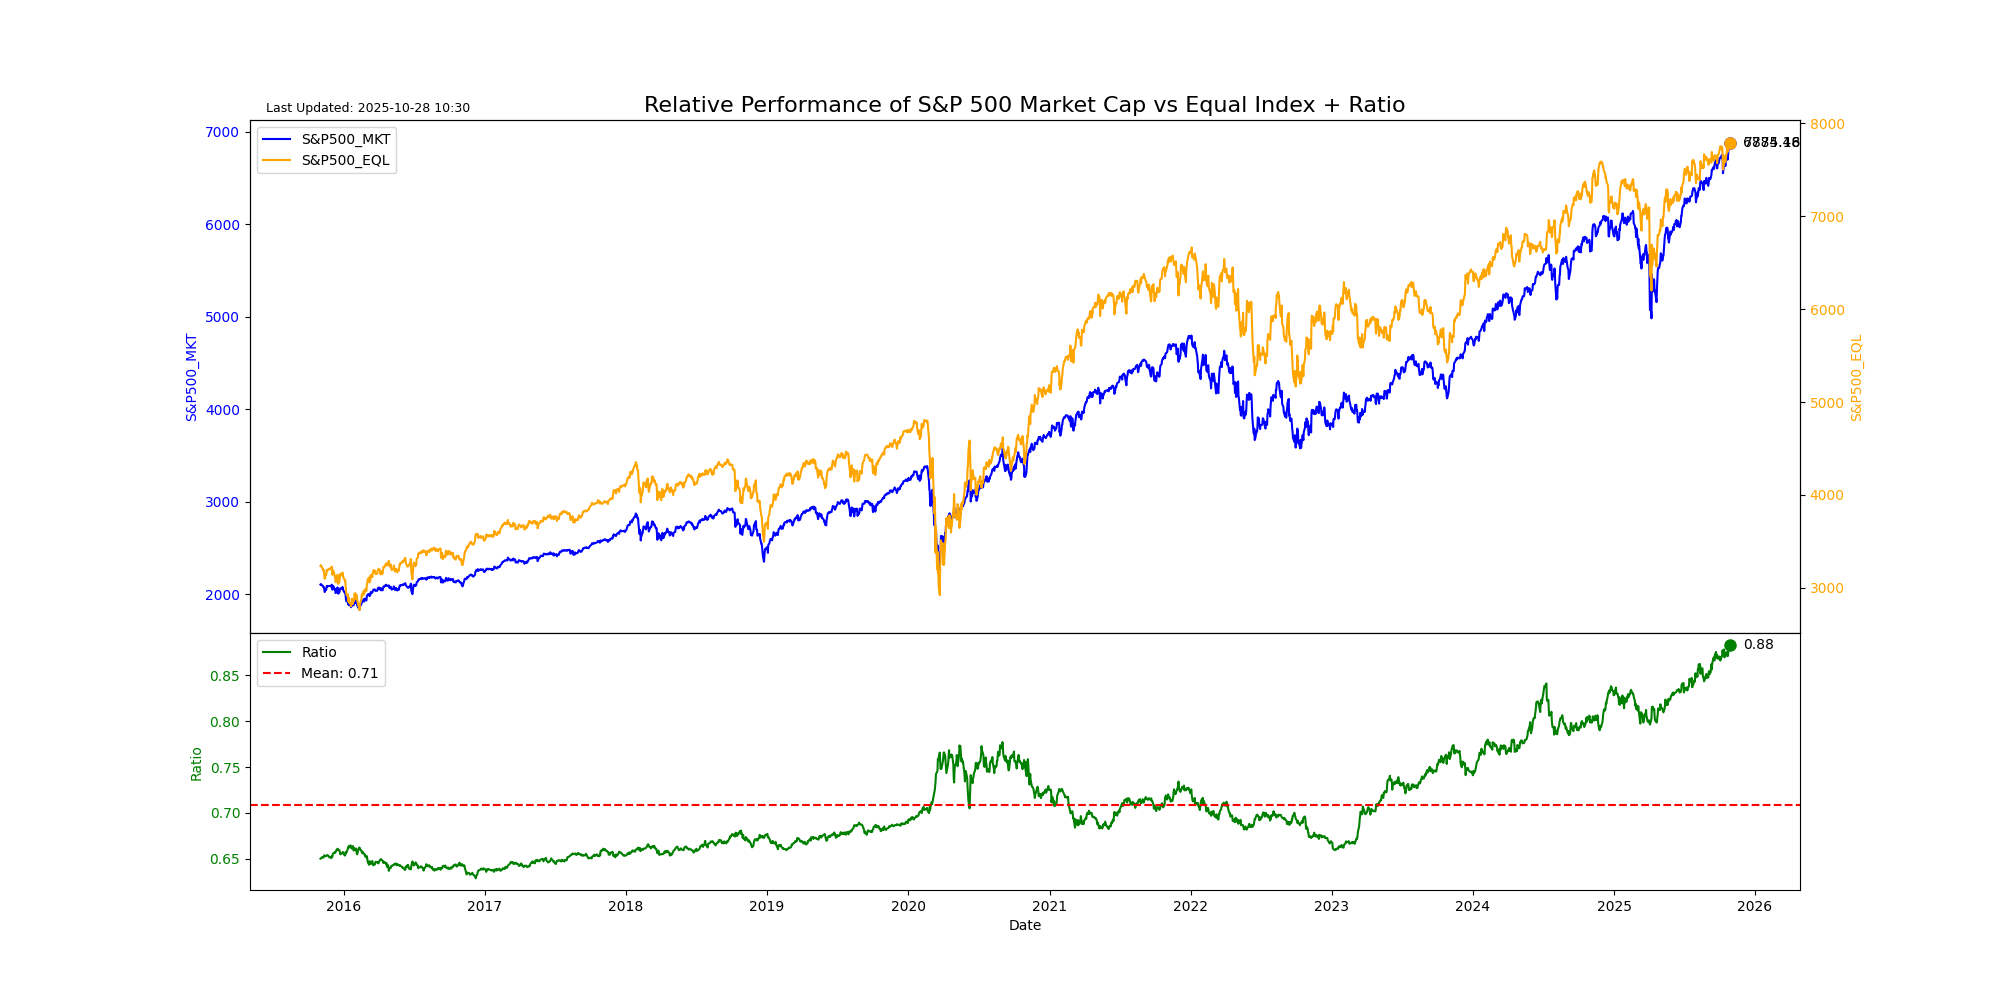 Last Updated: 2025-10-28 10:30
Relative Performance of S&P 500 Market Cap vs Equal Index + Ratio
S&P500_MKT
S&P500_EQL
7000
6000
5000
4000
3000
2000
S&P500_MKT
8000
7000
6000
5000
4000
3000
S&P500_EQL
Ratio
Mean: 0.71
0.88
0.85
0.80
0.75
0.70
0.65
Ratio
2016 2017 2018 2019 2020 2021 2022 2023 2024 2025 2026
Date